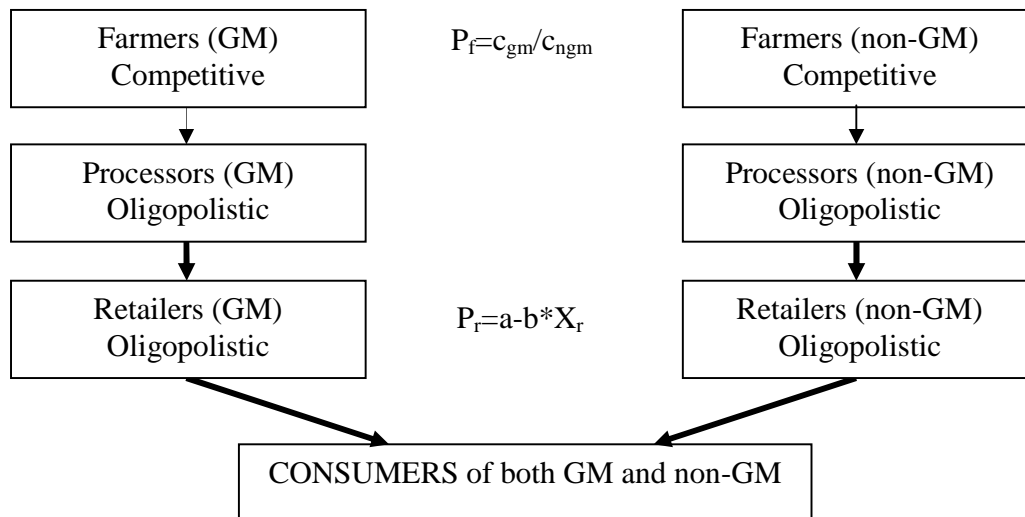 Farmers (GM)
Competitive
P_f=c_gm/c_ngm
Farmers (non-GM)
Competitive
Processors (GM)
Oligopolistic
Processors (non-GM)
Oligopolistic
Retailers (GM)
Oligopolistic
P_r=a-b*X_r
Retailers (non-GM)
Oligopolistic
CONSUMERS of both GM and non-GM